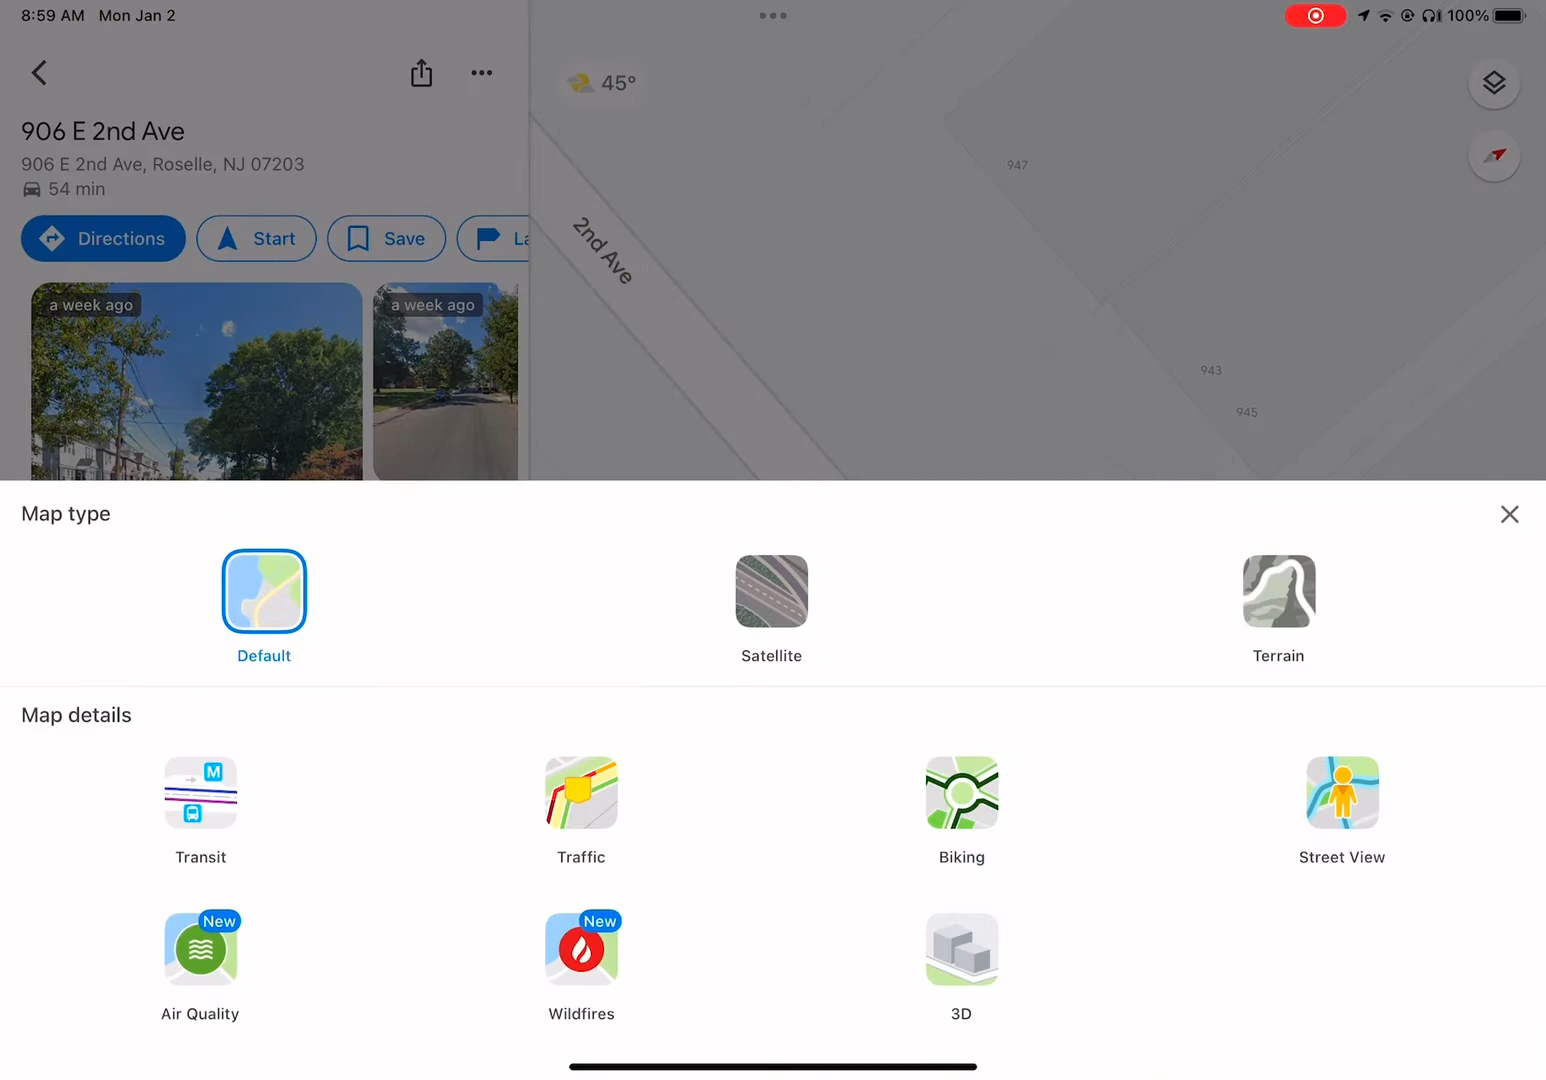 8:59 AM Mon Jan 2
100%
906 E 2nd Ave
906 E 2nd Ave, Roselle, NJ 07203
54 min
Directions
Start
Save
La
a week ago
a week ago
45°
2nd Ave
947
943
945
Map type
Default
Satellite
Terrain
Map details
M
Transit
Traffic
Biking
Street View
New
Air Quality
New
Wildfires
3D